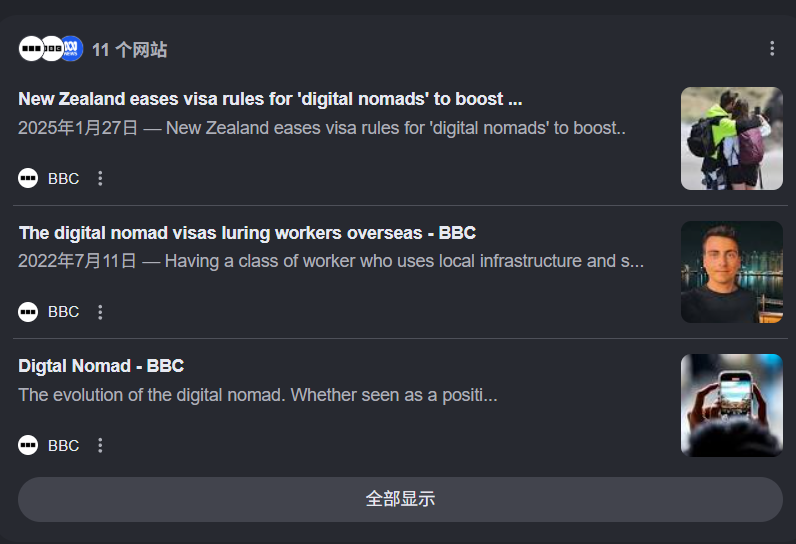 BBC NEWS
11 个网站
New Zealand eases visa rules for 'digital nomads' to boost ...
2025年1月27日 — New Zealand eases visa rules for 'digital nomads' to boost..
BBC
The digital nomad visas luring workers overseas - BBC
2022年7月11日 — Having a class of worker who uses local infrastructure and s...
BBC
Digtal Nomad - BBC
The evolution of the digital nomad. Whether seen as a positi...
BBC
全部显示